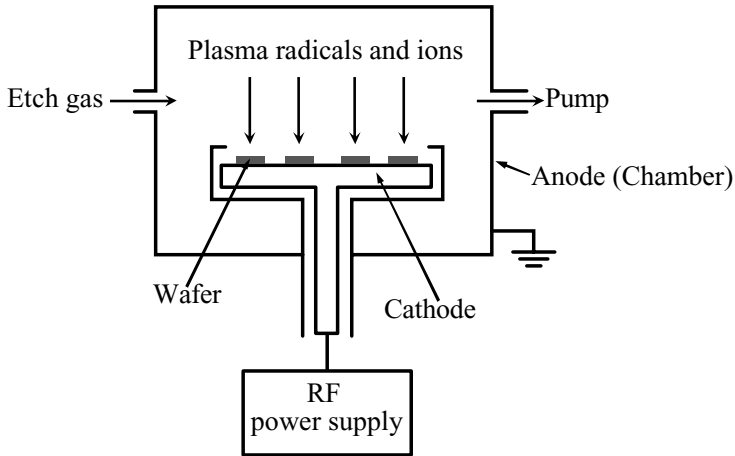 Plasma radicals and ions
Etch gas
Pump
Anode (Chamber)
Wafer
Cathode
RF
power supply